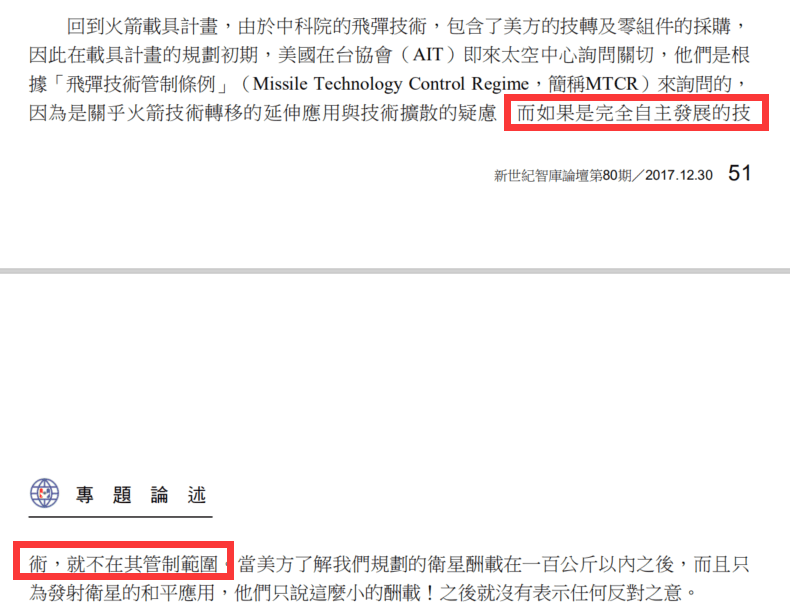 回到火箭載具計畫，由於中科院的飛彈技術，包含了美方的技轉及零組件的採購，
因此在載具計畫的規劃初期，美國在台協會（AIT）即來太空中心詢問關切，他們是根
據「飛彈技術管制條例」（Missile Technology Control Regime，簡稱MTCR）來詢問的，
因為是關乎火箭技術轉移的延伸應用與技術擴散的疑慮 而如果是完全自主發展的技
新世紀智庫論壇第80期／2017.12.30 51
專題論述
術，就不在其管制範圍 當美方了解我們規劃的衛星酬載在一百公斤以內之後，而且只
為發射衛星的和平應用，他們只說這麼小的酬載！之後就沒有表示任何反對之意。